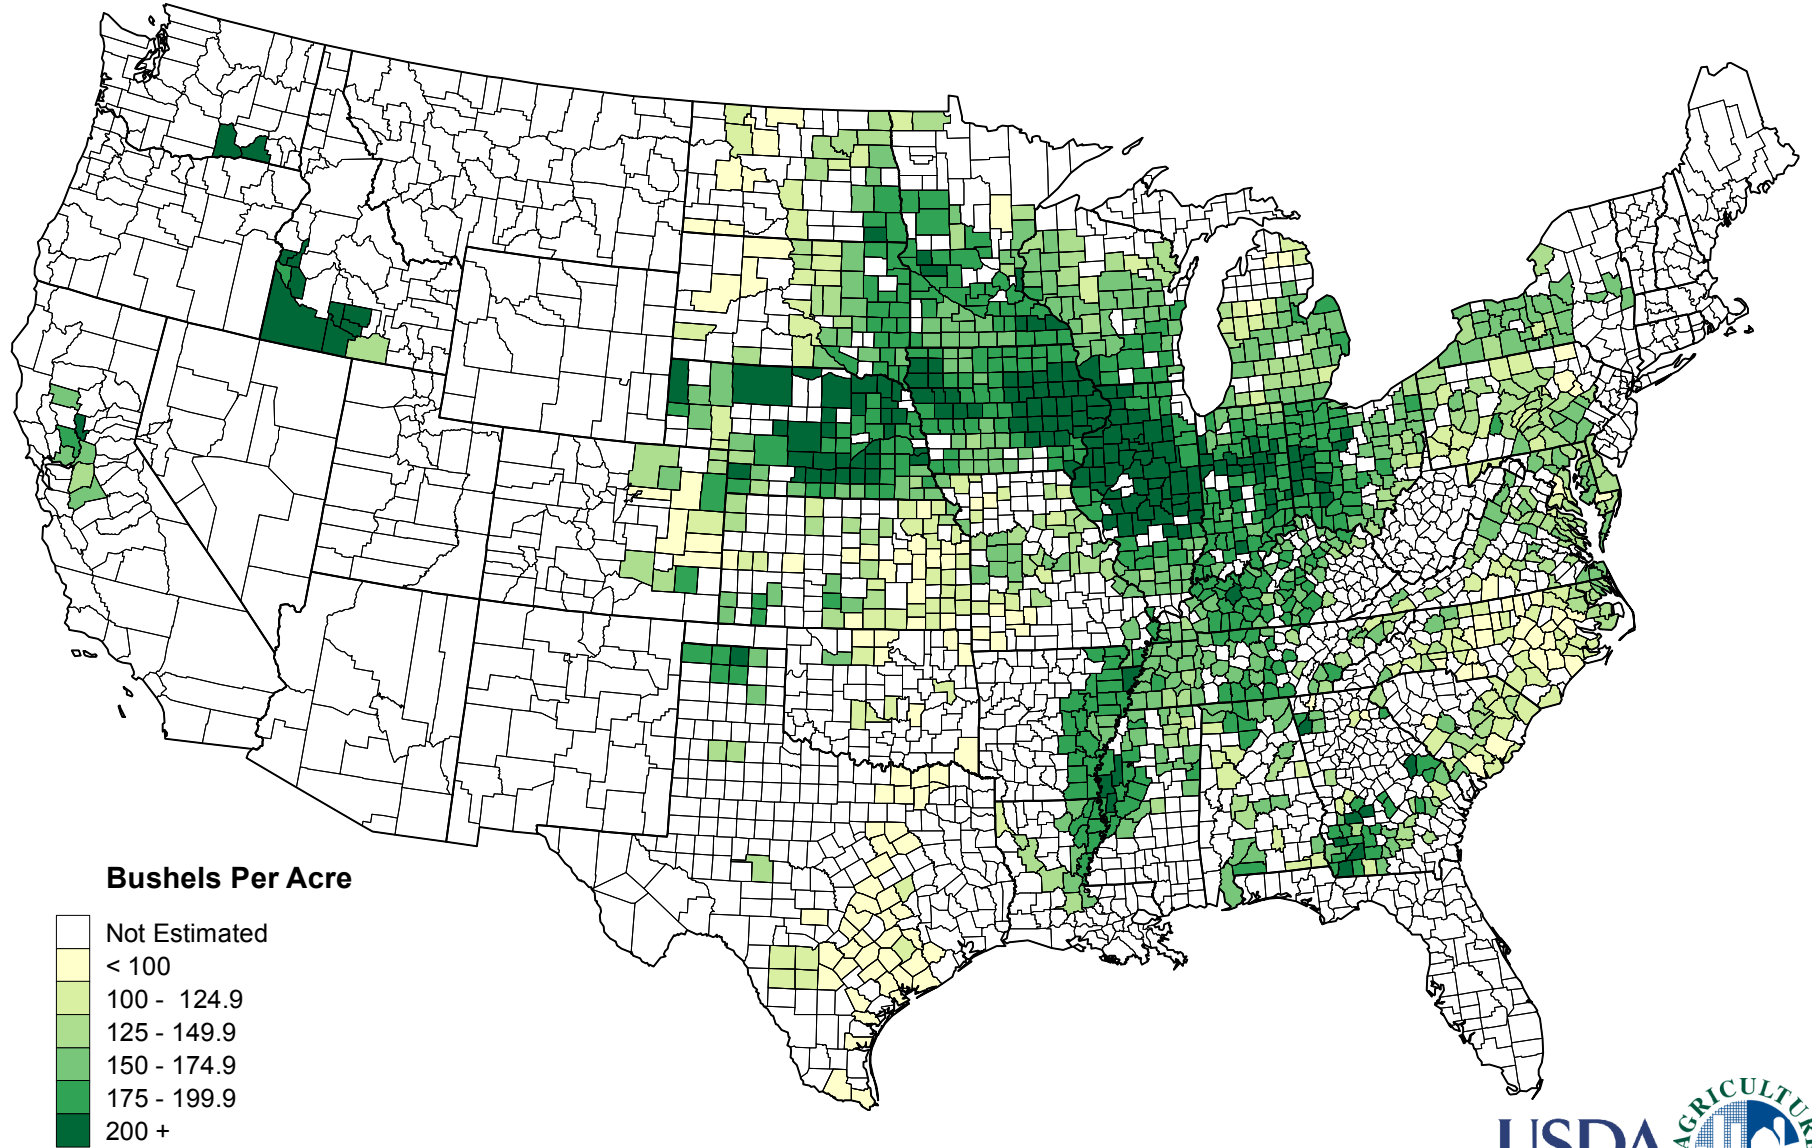 Bushels Per Acre
Not Estimated
< 100
100 - 124.9
125 - 149.9
150 - 174.9
175 - 199.9
200 +
USDA
AGRICULTUR